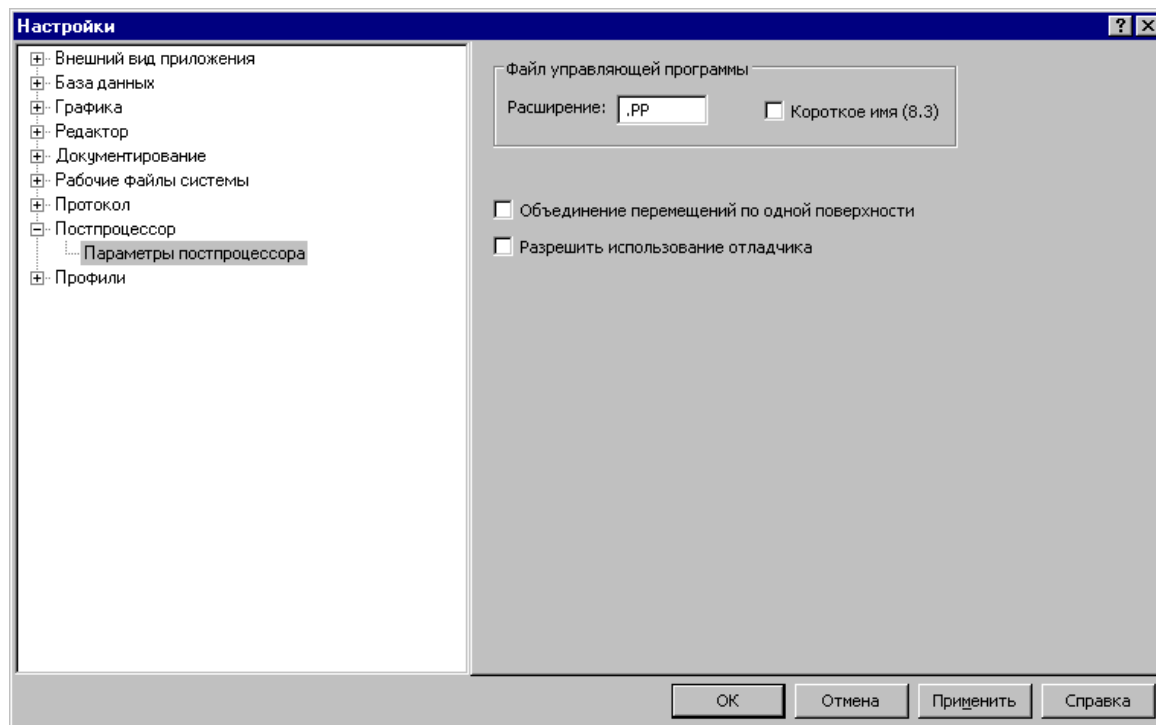 Настройки
Внешний вид приложения
База данных
Графика
Редактор
Документирование
Рабочие файлы системы
Протокол
Постпроцессор
Параметры постпроцессора
Профили
Файл управляющей программы
Расширение: .PP Короткое имя (8.3)
Объединение перемещений по одной поверхности
Разрешить использование отладчика
ОК Отмена Применить Справка